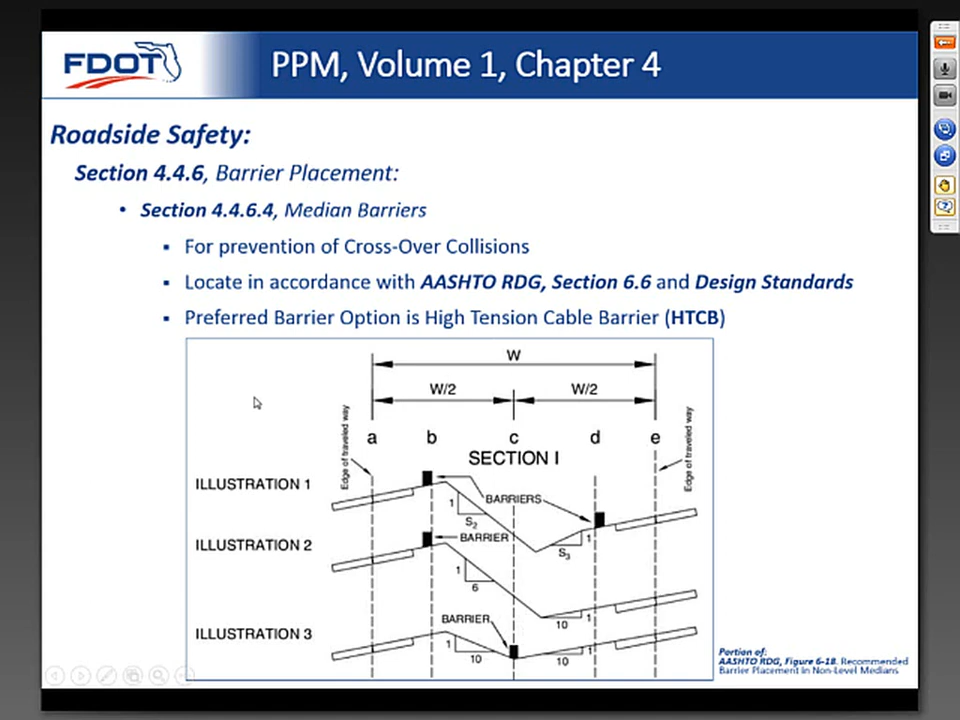 FDOT
PPM, Volume 1, Chapter 4
Roadside Safety:
Section 4.4.6, Barrier Placement:
• Section 4.4.6.4, Median Barriers
▪ For prevention of Cross-Over Collisions
▪ Locate in accordance with AASHTO RDG, Section 6.6 and Design Standards
▪ Preferred Barrier Option is High Tension Cable Barrier (HTCB)
W
W/2 W/2
Edge of traveled way
a b c d e
Edge of traveled way
SECTION I
ILLUSTRATION 1
BARRIERS
1
S2
1
S3
ILLUSTRATION 2
BARRIER
1
6
10
1
ILLUSTRATION 3
BARRIER
1
10
10
1
Portion of:
AASHTO RDG, Figure 6-18. Recommended
Barrier Placement in Non-Level Medians